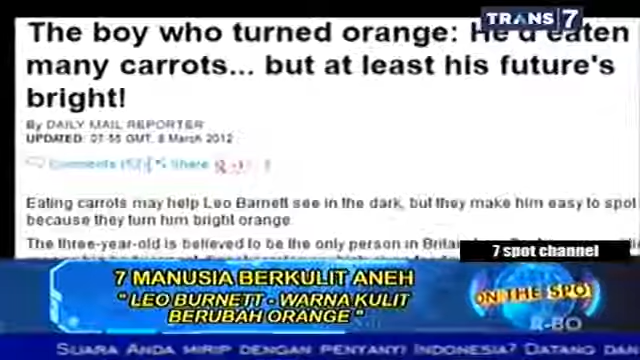 The boy who turned orange: He'd eaten
TRANS 7
many carrots... but at least his future's
bright!
By DAILY MAIL REPORTER
UPDATED: 07:55 GMT, 8 March 2012
Comments (52) Share
Eating carrots may help Leo Barnett see in the dark, but they make him easy to spot
because they turn him bright orange.
The three-year-old is believed to be the only person in Britain
7 spot channel
7 MANUSIA BERKULIT ANEH
" LEO BURNETT - WARNA KULIT
BERUBAH ORANGE "
ON THE SPOT
R-BO
SUARA ANDA MIRIP DENGAN PENYANYI INDONESIA? DATANG DAN